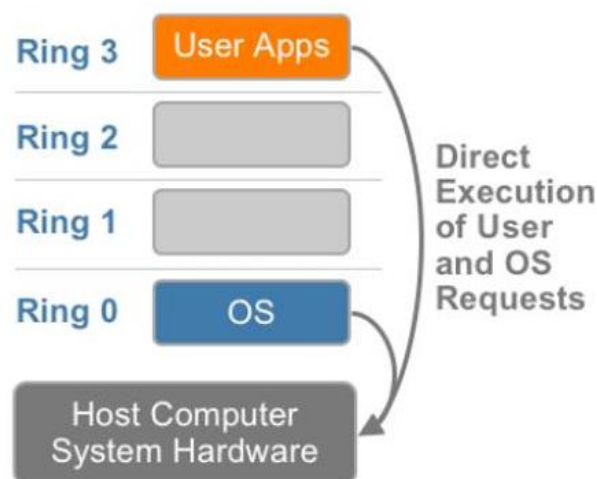 Ring 3
User Apps
Ring 2
Ring 1
Direct
Execution
of User
and OS
Requests
Ring 0
OS
Host Computer
System Hardware